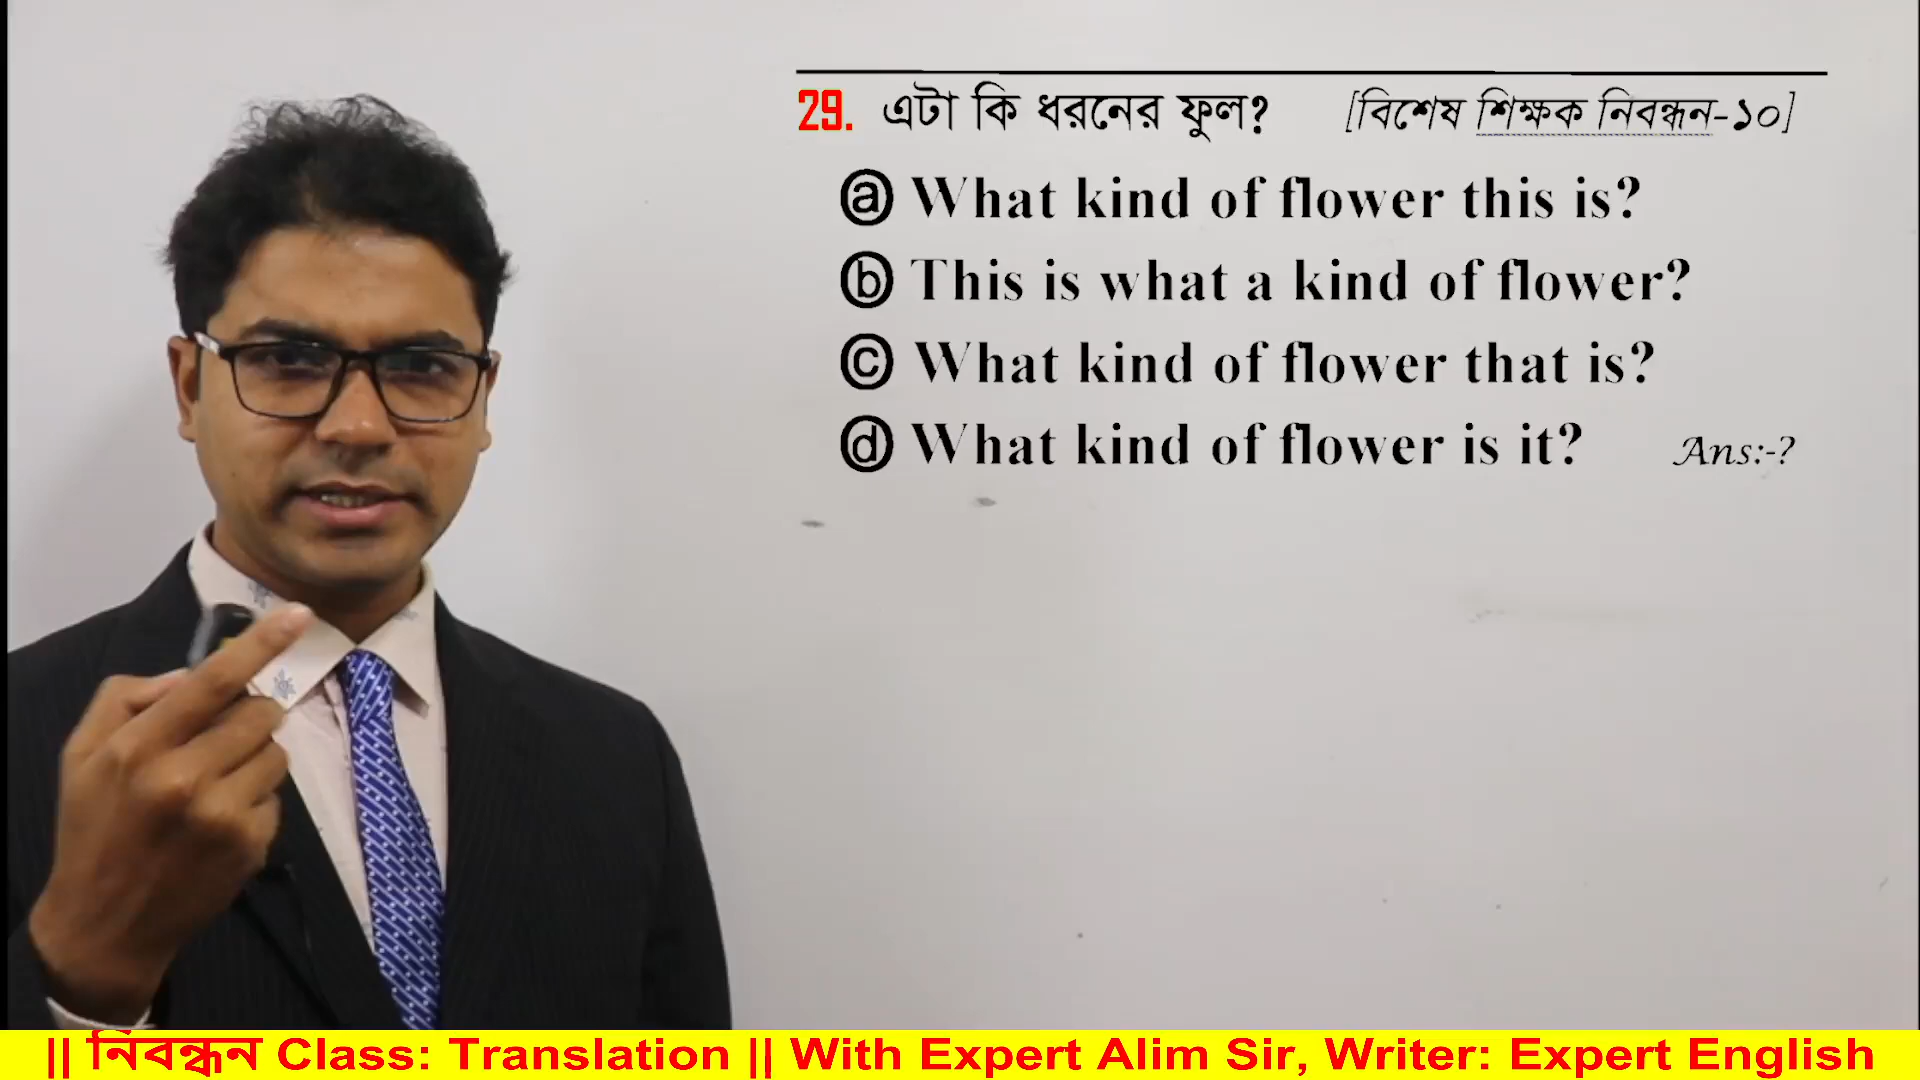 29. এটা কি ধরনের ফুল? [বিশেষ শিক্ষক নিবন্ধন-১০]
ⓐ What kind of flower this is?
ⓑ This is what a kind of flower?
ⓒ What kind of flower that is?
ⓓ What kind of flower is it? Ans:-?
|| নিবন্ধন Class: Translation || With Expert Alim Sir, Writer: Expert English